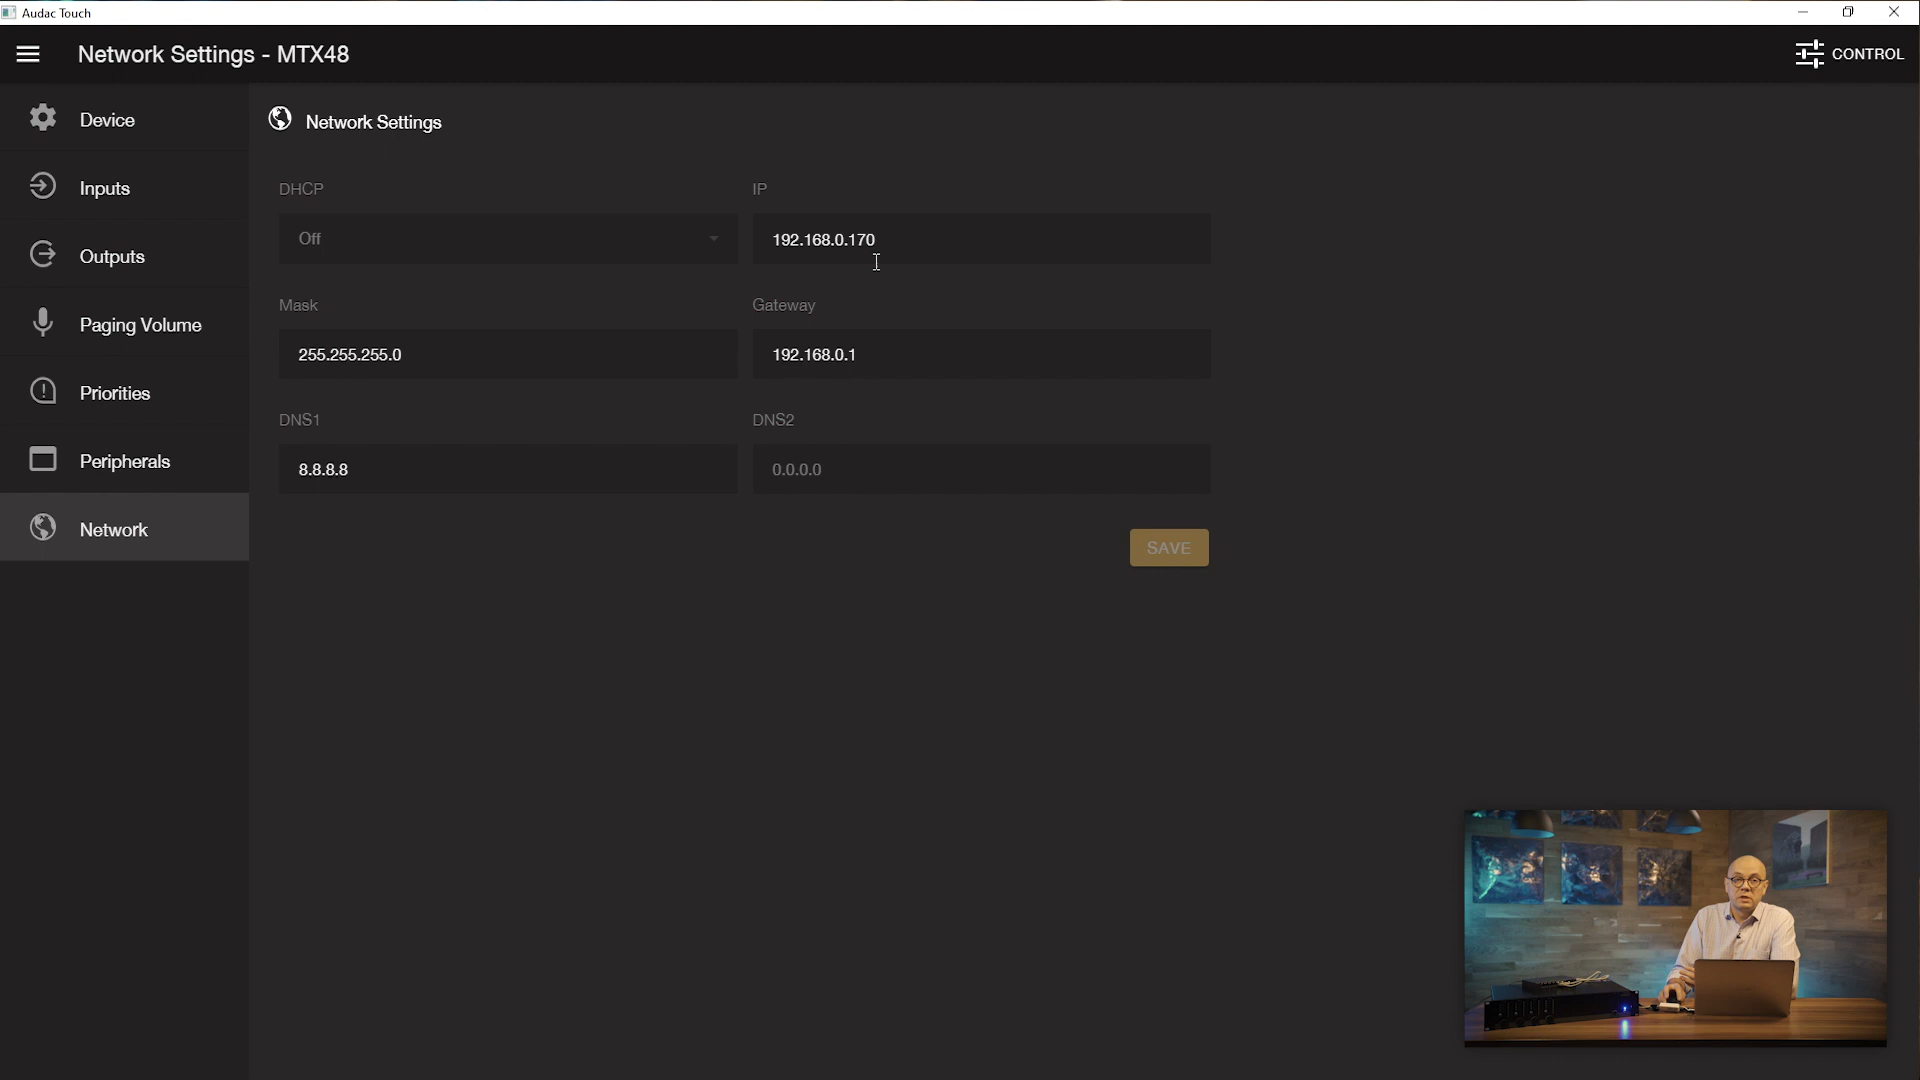 Audac Touch
Network Settings - MTX48
CONTROL
Device
Inputs
Outputs
Paging Volume
Priorities
Peripherals
Network
Network Settings
DHCP
IP
Off
192.168.0.170
Mask
Gateway
255.255.255.0
192.168.0.1
DNS1
DNS2
8.8.8.8
0.0.0.0
SAVE